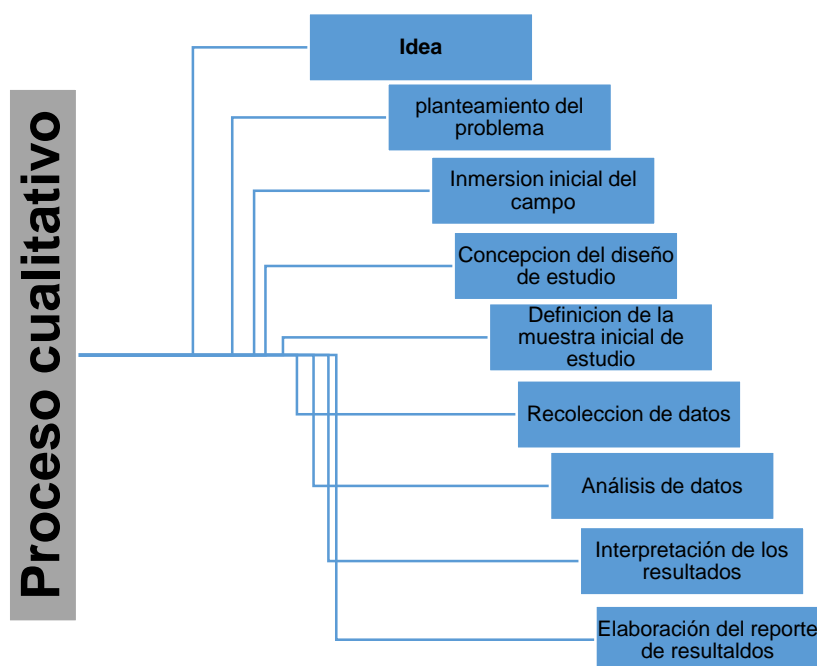 Proceso cualitativo
Idea
planteamiento del
problema
Inmersion inicial del
campo
Concepcion del diseño
de estudio
Definicion de la
muestra inicial de
estudio
Recoleccion de datos
Análisis de datos
Interpretación de los
resultados
Elaboración del reporte
de resultaldos